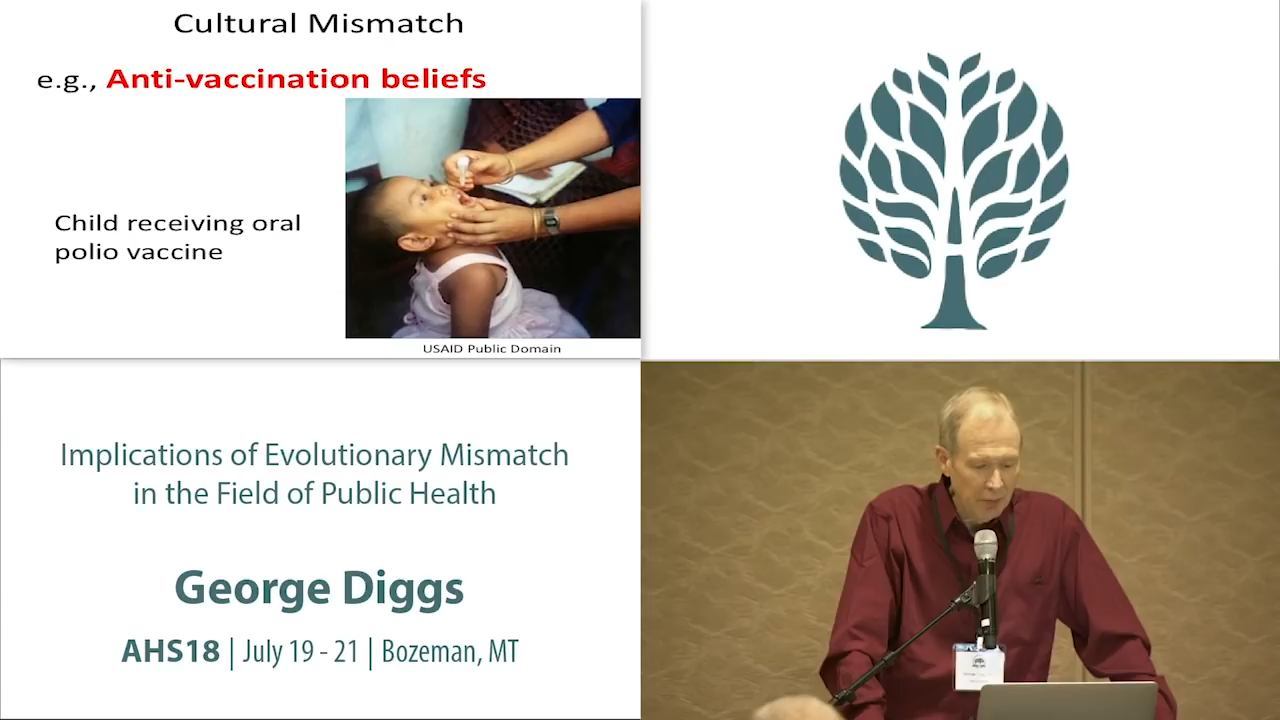 Cultural Mismatch
e.g., Anti-vaccination beliefs
Child receiving oral
polio vaccine
USAID Public Domain
Implications of Evolutionary Mismatch
in the Field of Public Health
George Diggs
AHS18 | July 19 - 21 | Bozeman, MT